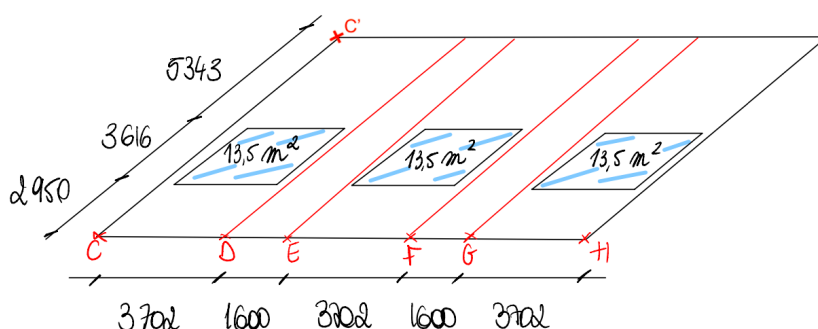 C'
5343
3616
2950
13,5 m²
13,5 m²
13,5 m²
C D E F G H
3702 1600 3702 1600 3702